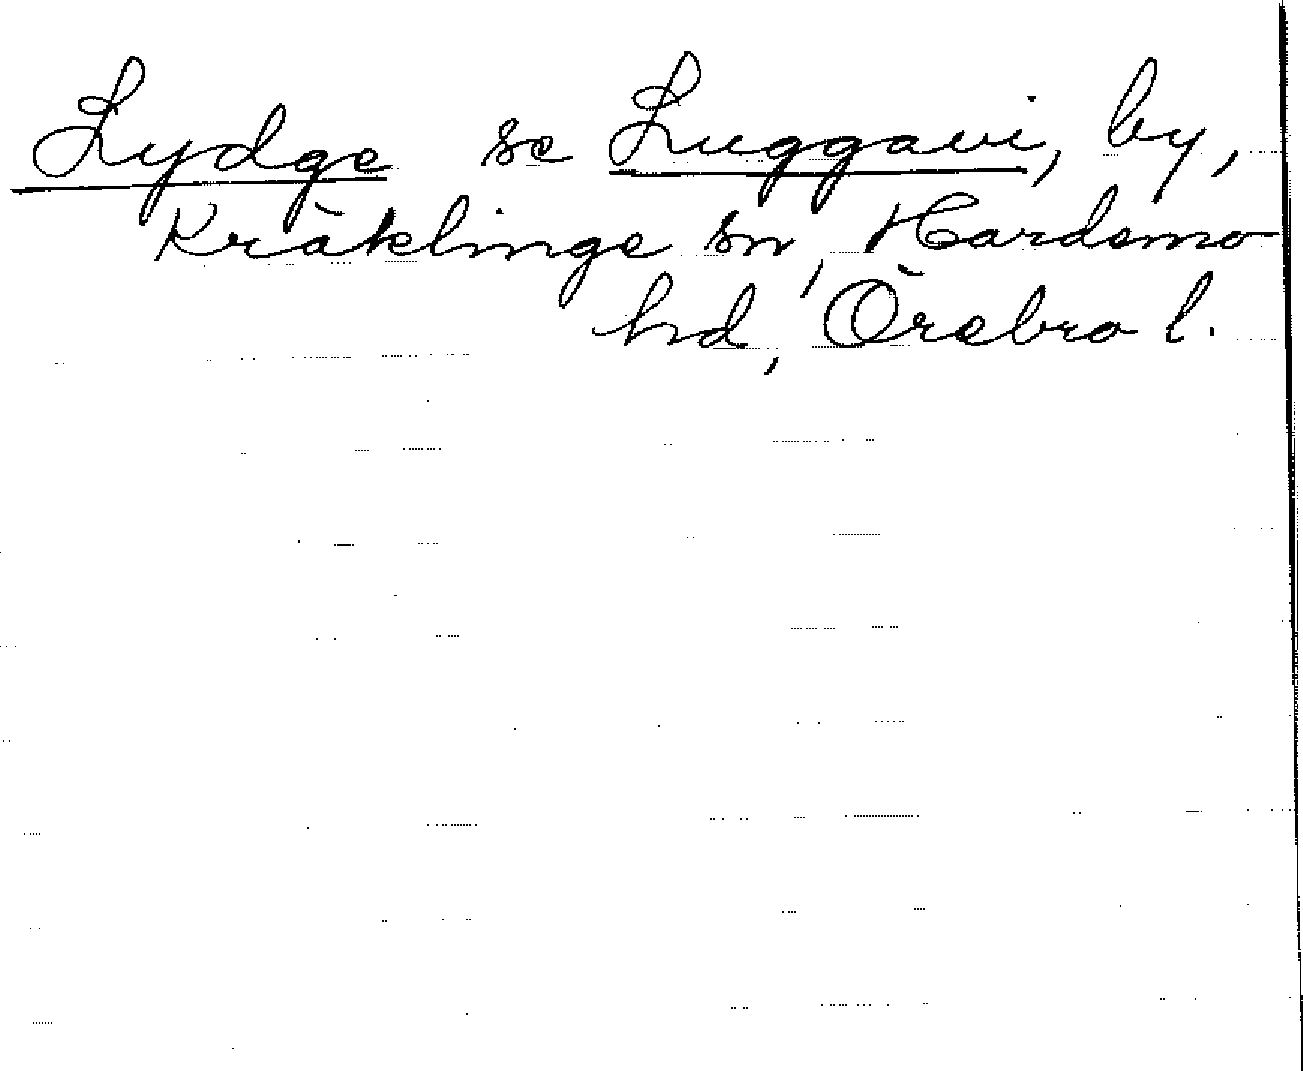 Lydge se Luggavi, by,
Kräklinge sn, Hardemo
hd, Örebro l.